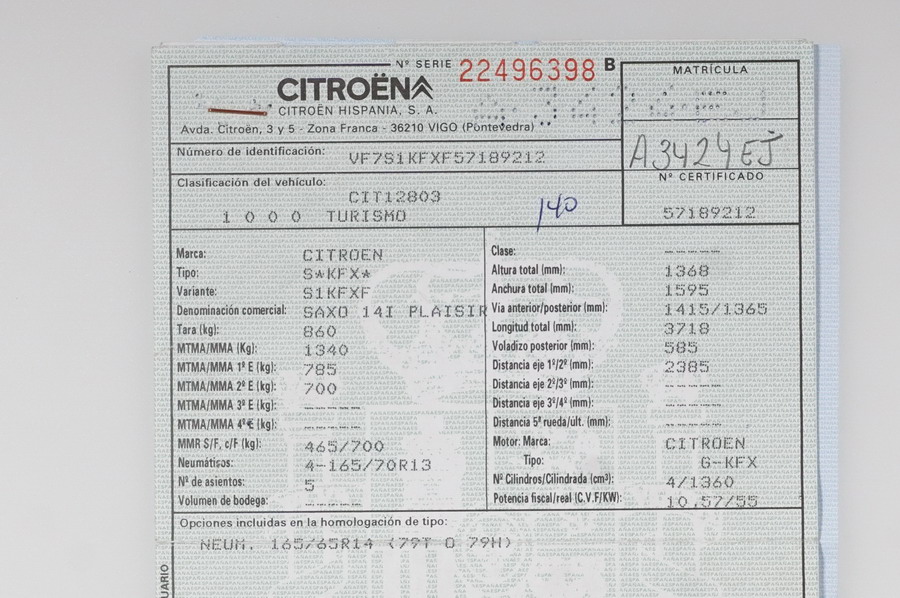 Nº SERIE 22496398 B
CITROËN
CITROËN HISPANIA, S. A.
Avda. Citroën, 3 y 5 - Zona Franca - 36210 VIGO (Pontevedra)
MATRÍCULA
A3424EJ
Número de identificación: VF7S1KFXF57189212
Nº CERTIFICADO
57189212
Clasificación del vehículo:
CIT12803
1000 TURISMO
140
Marca: CITROEN
Tipo: S*KFX*
Variante: S1KFXF
Denominación comercial: SAXO 14I PLAISIR
Tara (kg): 860
MTMA/MMA (Kg): 1340
MTMA/MMA 1º E (kg): 785
MTMA/MMA 2º E (kg): 700
MTMA/MMA 3º E (kg): -----
MTMA/MMA 4º E (kg): -----
MMR S/F, c/F (kg): 465/700
Neumáticos: 4-165/70R13
Nº de asientos: 5
Volumen de bodega: -----
Clase: -----
Altura total (mm): 1368
Anchura total (mm): 1595
Via anterior/posterior (mm): 1415/1365
Longitud total (mm): 3718
Voladizo posterior (mm): 585
Distancia eje 1º/2º (mm): 2385
Distancia eje 2º/3º (mm): -----
Distancia eje 3º/4º (mm): -----
Distancia 5ª rueda/últ. (mm): -----
Motor: Marca: CITROEN
Tipo: G-KFX
Nº Cilindros/Cilindrada (cm³): 4/1360
Potencia fiscal/real (C.V.F/KW): 10.57/55
Opciones incluidas en la homologación de tipo:
NEUM. 165/65R14 (79T O 79H)
UARIO